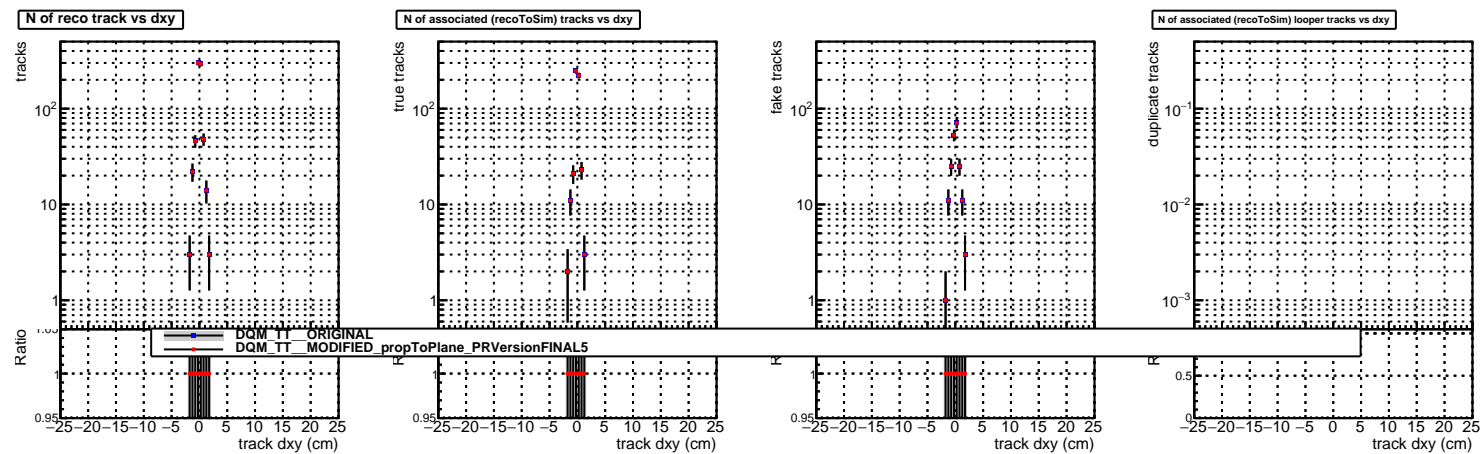 N of reco track vs dxy
N of associated (recoToSim) tracks vs dxy
N of associated (recoToSim) looper tracks vs dxy
tracks
10²
10
1
true tracks
10²
10
1
fake tracks
10²
10
1
duplicate tracks
10⁻¹
10⁻²
10⁻³
DQM_TT__ORIGINAL
DQM_TT__MODIFIED_propToPlane_PRVersionFINAL5
Ratio
1
0.95
1
0.95
1
0.95
0.5
0
−25 −20 −15 −10 −5 0 5 10 15 20 25
track dxy (cm)
−25 −20 −15 −10 −5 0 5 10 15 20 25
track dxy (cm)
−25 −20 −15 −10 −5 0 5 10 15 20 25
track dxy (cm)
−25 −20 −15 −10 −5 0 5 10 15 20 25
track dxy (cm)